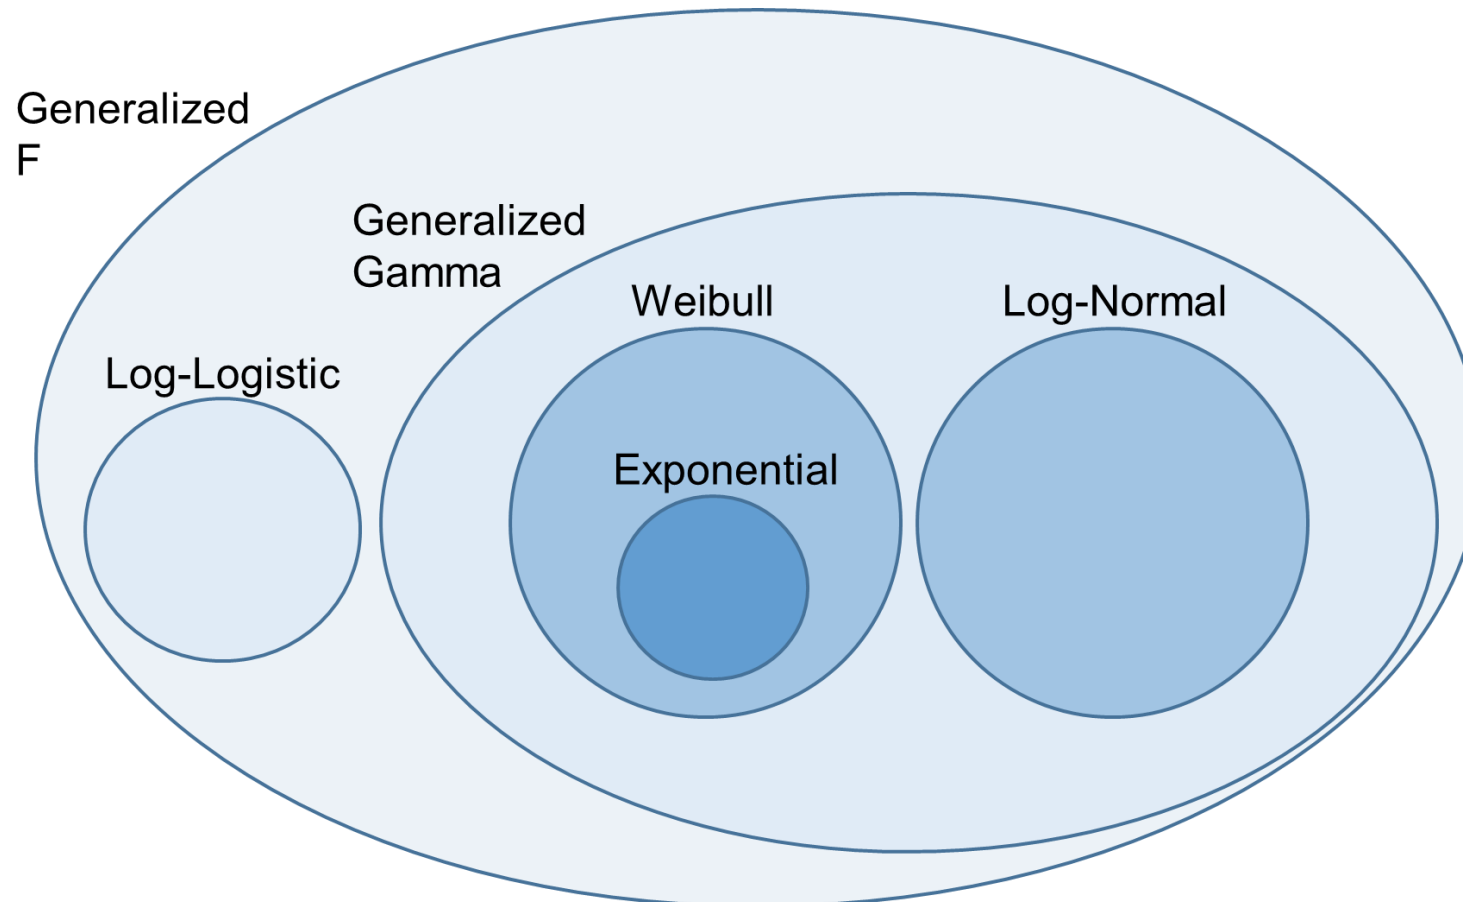 Generalized
F
Generalized
Gamma
Weibull
Log-Normal
Log-Logistic
Exponential